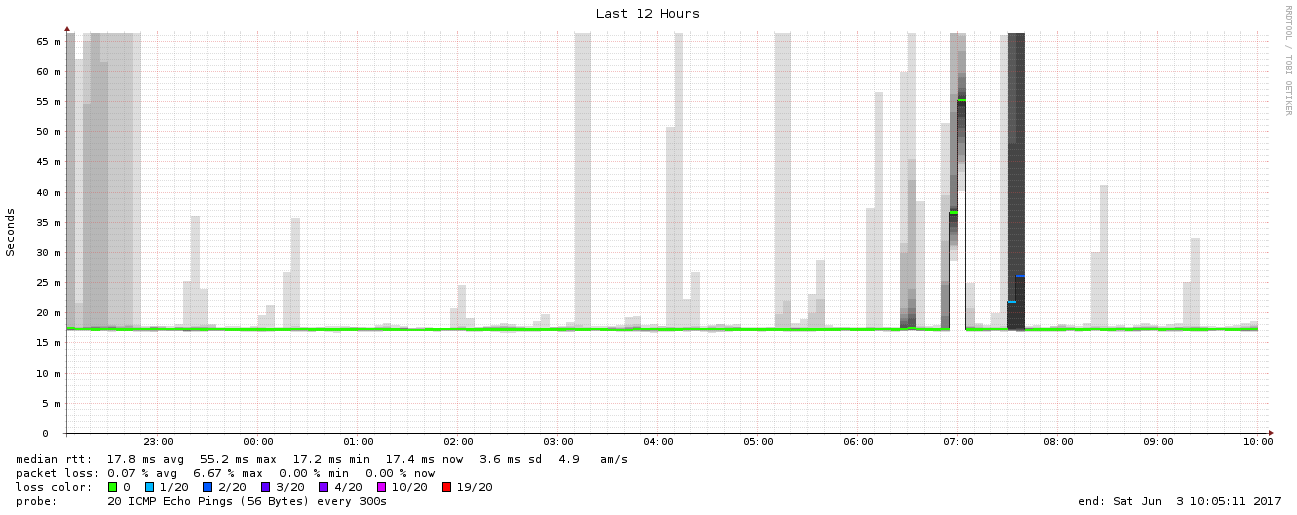 Last 12 Hours
RRDTOOL / TOBI OETIKER
Seconds
65 m
60 m
55 m
50 m
45 m
40 m
35 m
30 m
25 m
20 m
15 m
10 m
5 m
0
23:00 00:00 01:00 02:00 03:00 04:00 05:00 06:00 07:00 08:00 09:00 10:00
median rtt: 17.8 ms avg 55.2 ms max 17.2 ms min 17.4 ms now 3.6 ms sd 4.9 am/s
packet loss: 0.07 % avg 6.67 % max 0.00 % min 0.00 % now
loss color: 0 1/20 2/20 3/20 4/20 10/20 19/20
probe: 20 ICMP Echo Pings (56 Bytes) every 300s end: Sat Jun 3 10:05:11 2017